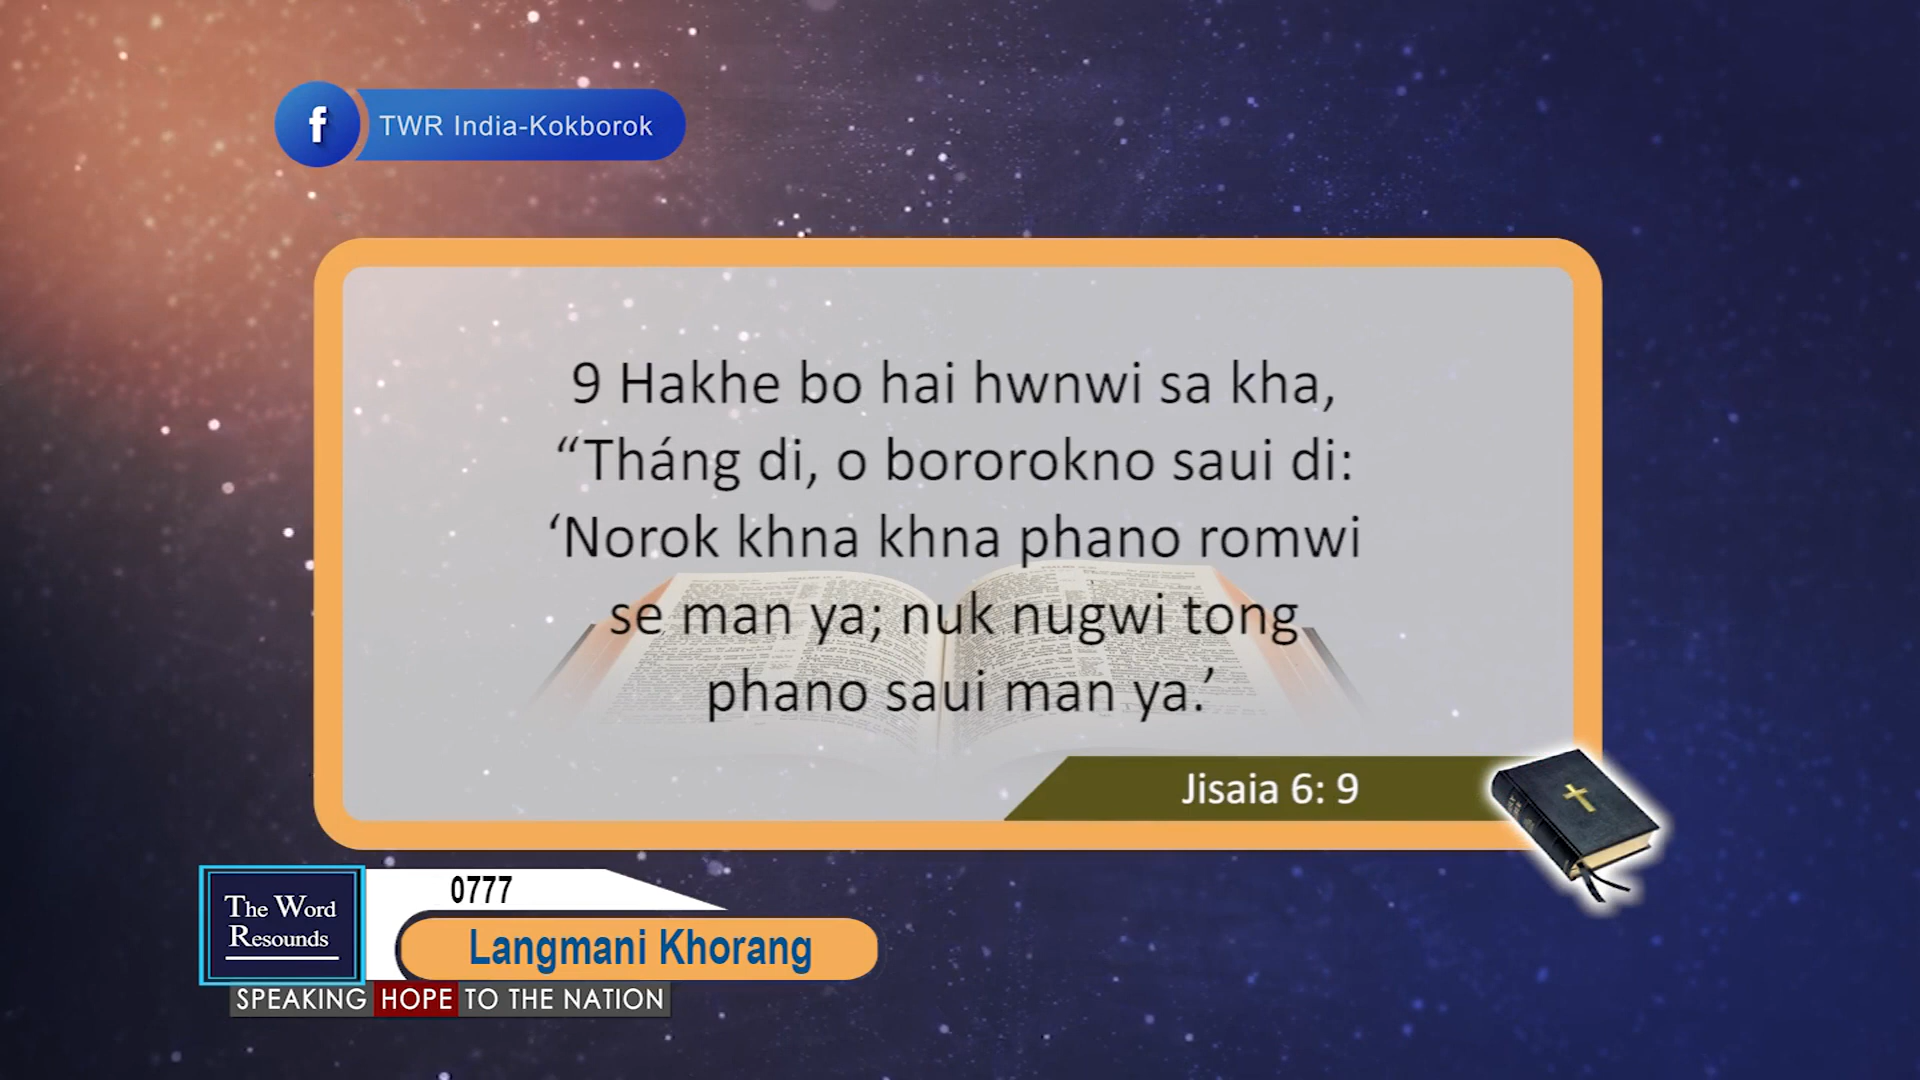 f TWR India-Kokborok
9 Hakhe bo hai hwnwi sa kha,
“Tháng di, o bororokno saui di:
‘Norok khna khna phano romwi
se man ya; nuk nugwi tong
phano saui man ya.’
Jisaia 6: 9
The Word
Resounds
0777
Langmani Khorang
SPEAKING HOPE TO THE NATION